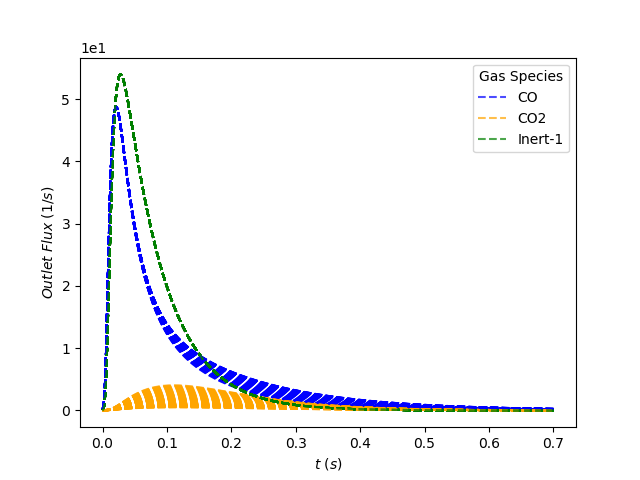 1e1
Gas Species
CO
CO2
Inert-1
5
4
3
2
1
0
Outlet Flux (1/s)
0.0 0.1 0.2 0.3 0.4 0.5 0.6 0.7
t (s)